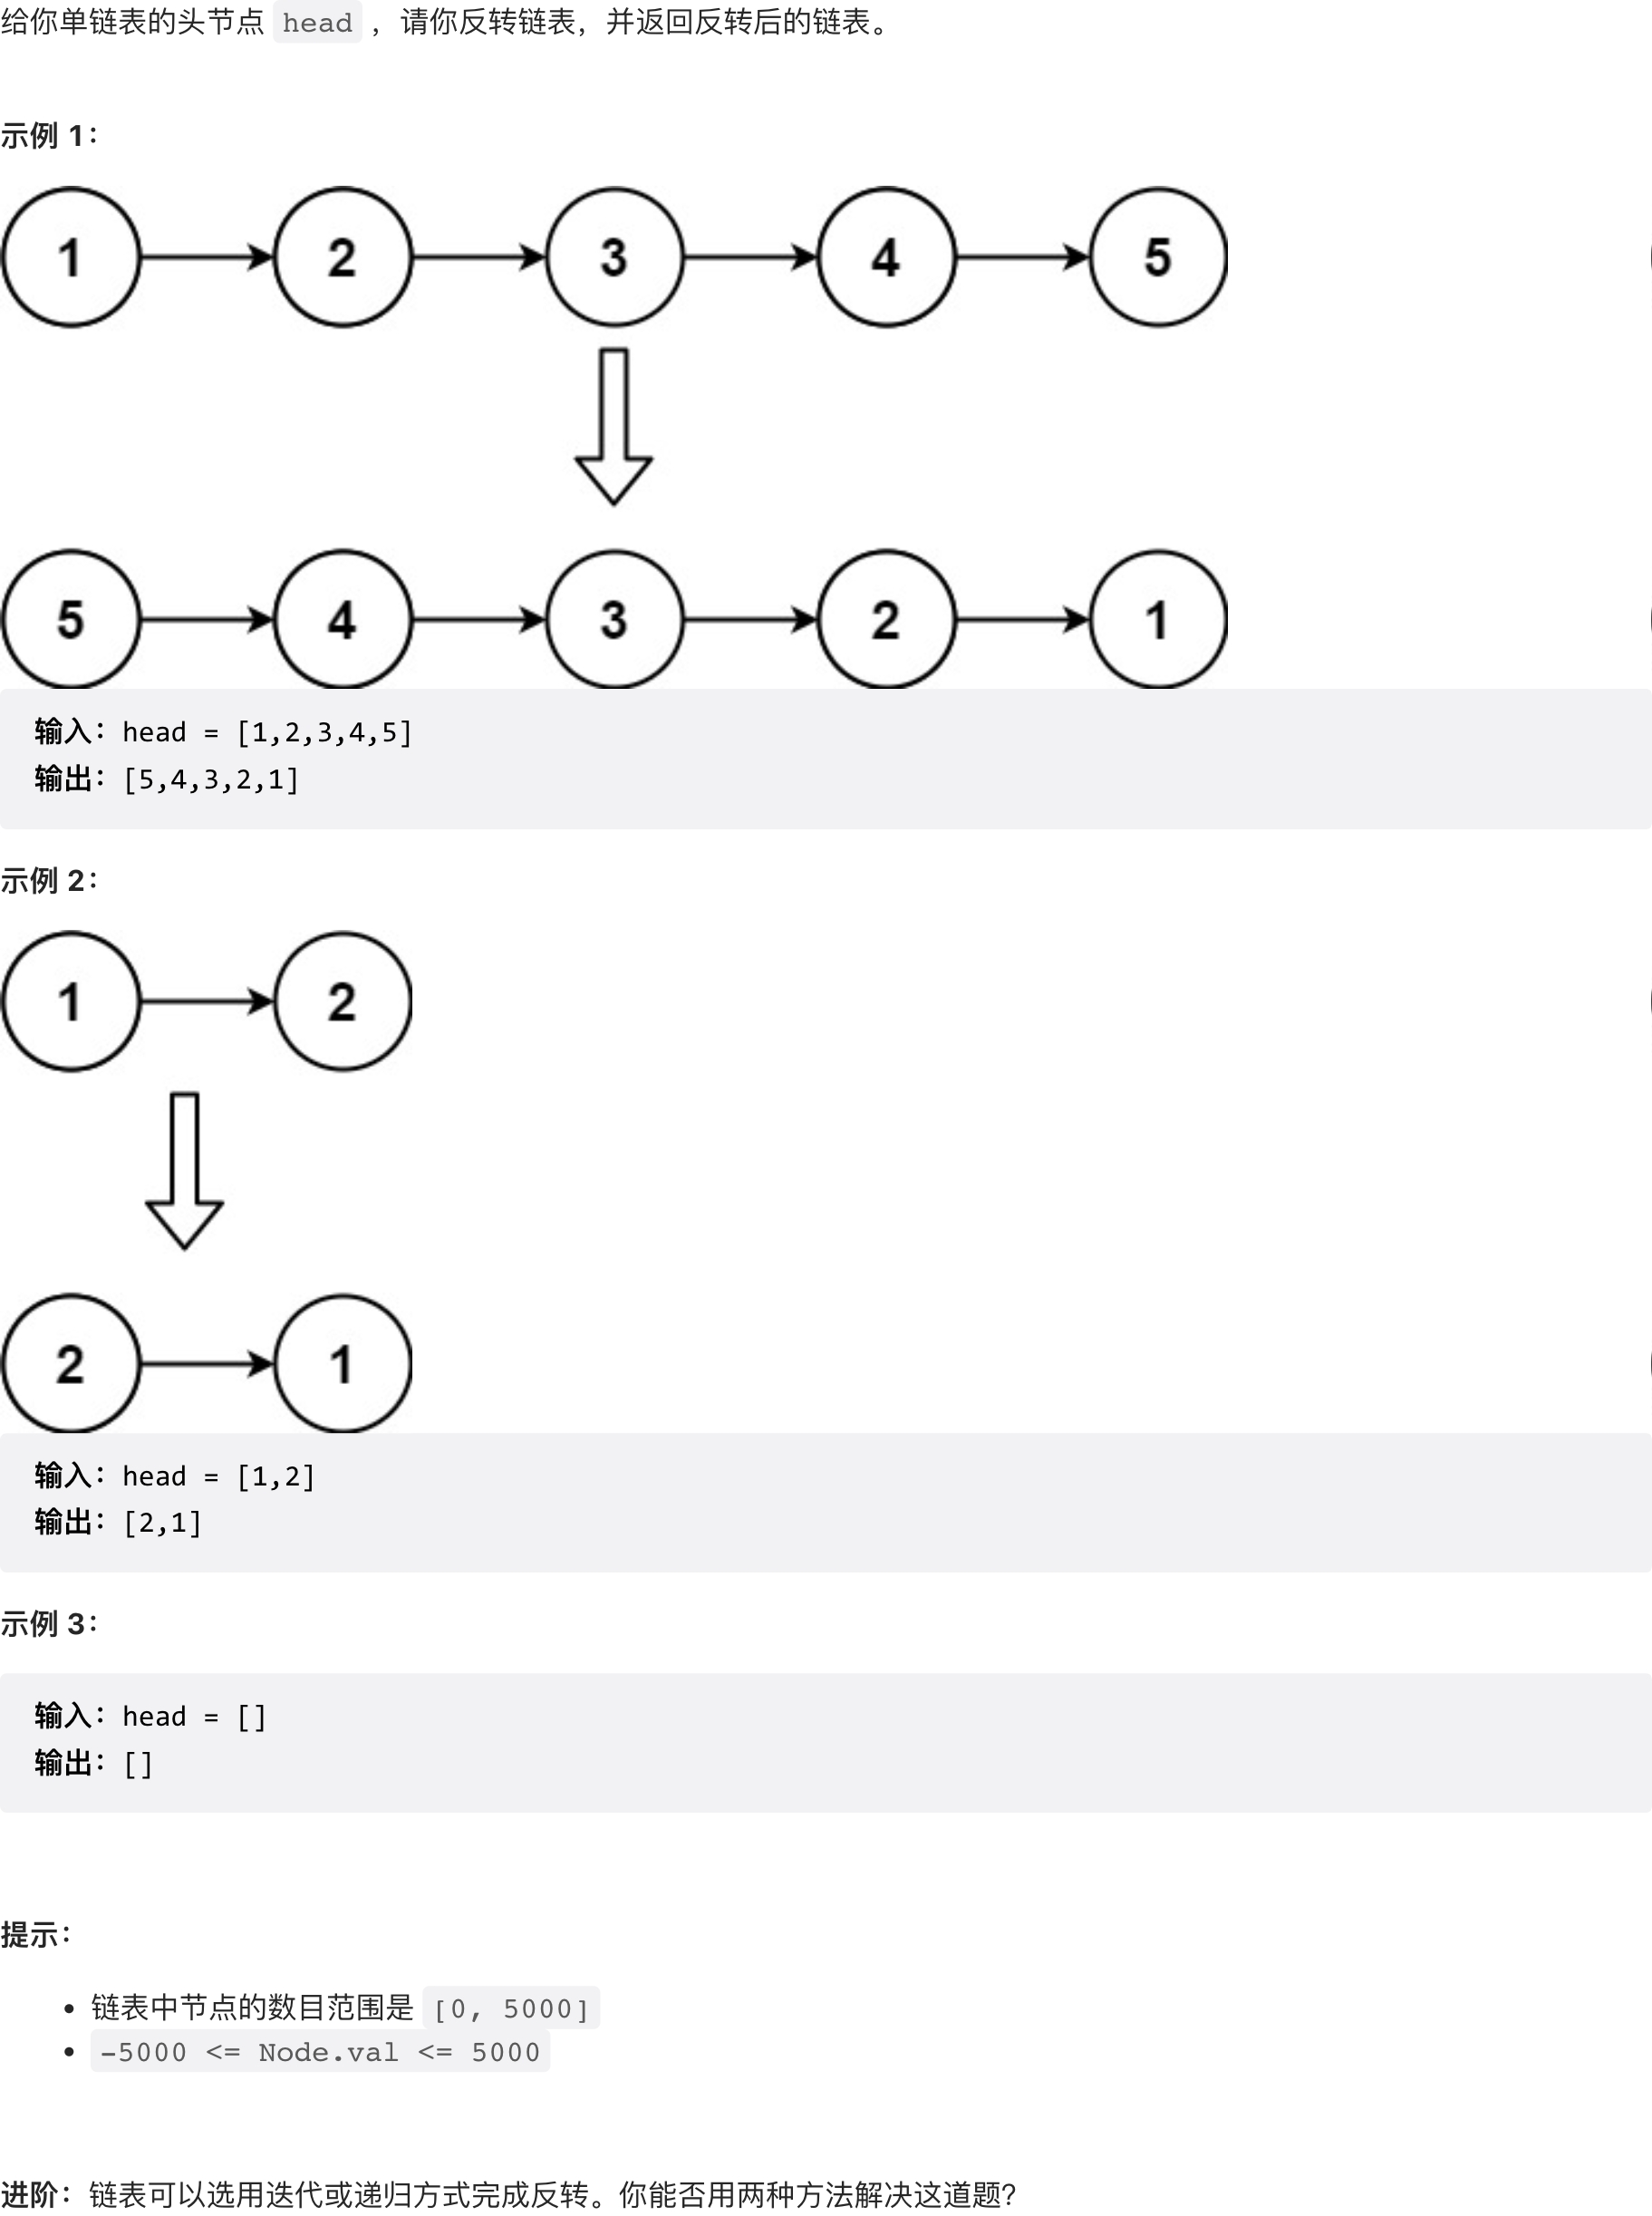 给你单链表的头节点 head ，请你反转链表，并返回反转后的链表。
示例 1：
1 2 3 4 5
5 4 3 2 1
输入：head = [1,2,3,4,5]
输出：[5,4,3,2,1]
示例 2：
1 2
2 1
输入：head = [1,2]
输出：[2,1]
示例 3：
输入：head = []
输出：[]
提示：
• 链表中节点的数目范围是 [0, 5000]
• -5000 <= Node.val <= 5000
进阶：链表可以选用迭代或递归方式完成反转。你能否用两种方法解决这道题？